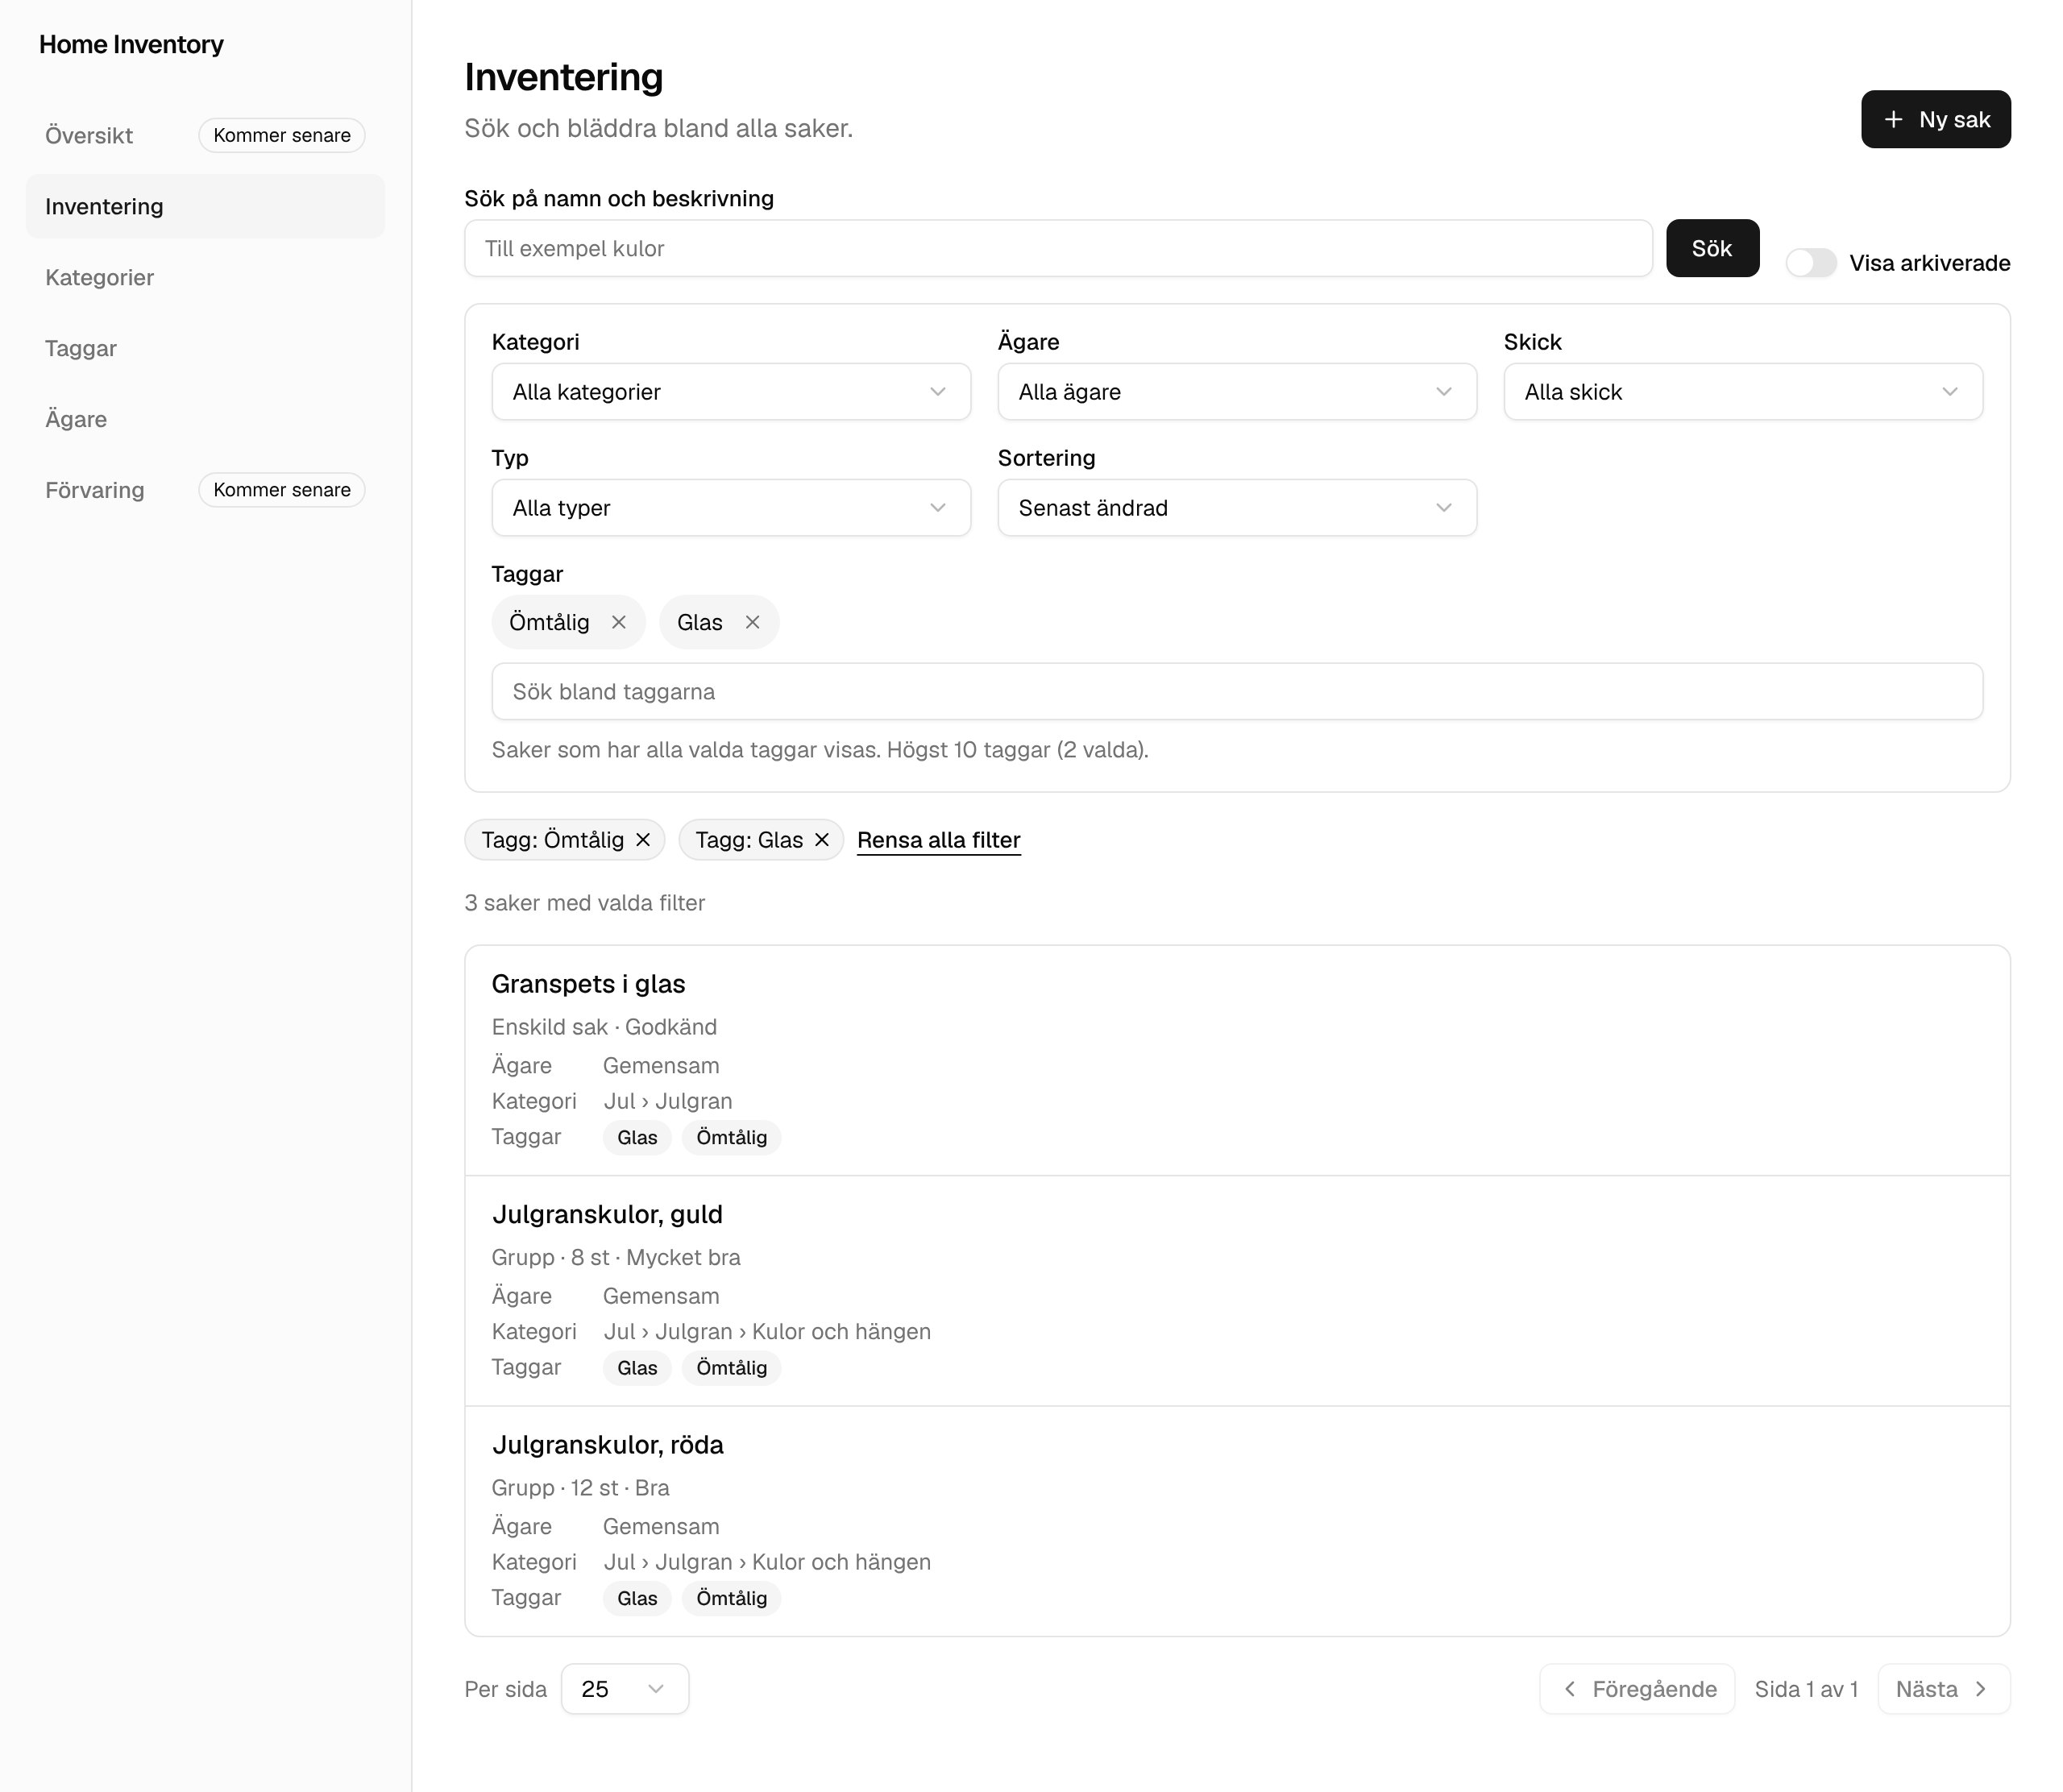 Home Inventory
Översikt Kommer senare
Inventering
Kategorier
Taggar
Ägare
Förvaring Kommer senare
Inventering
Sök och bläddra bland alla saker.
Ny sak
Sök på namn och beskrivning
Till exempel kulor
Sök
Visa arkiverade
Kategori Ägare Skick
Alla kategorier Alla ägare Alla skick
Typ Sortering
Alla typer Senast ändrad
Taggar
Ömtålig Glas
Sök bland taggarna
Saker som har alla valda taggar visas. Högst 10 taggar (2 valda).
Tagg: Ömtålig Tagg: Glas Rensa alla filter
3 saker med valda filter
Granspets i glas
Enskild sak · Godkänd
Ägare Gemensam
Kategori Jul › Julgran
Taggar Glas Ömtålig
Julgranskulor, guld
Grupp · 8 st · Mycket bra
Ägare Gemensam
Kategori Jul › Julgran › Kulor och hängen
Taggar Glas Ömtålig
Julgranskulor, röda
Grupp · 12 st · Bra
Ägare Gemensam
Kategori Jul › Julgran › Kulor och hängen
Taggar Glas Ömtålig
Per sida 25 Föregående Sida 1 av 1 Nästa